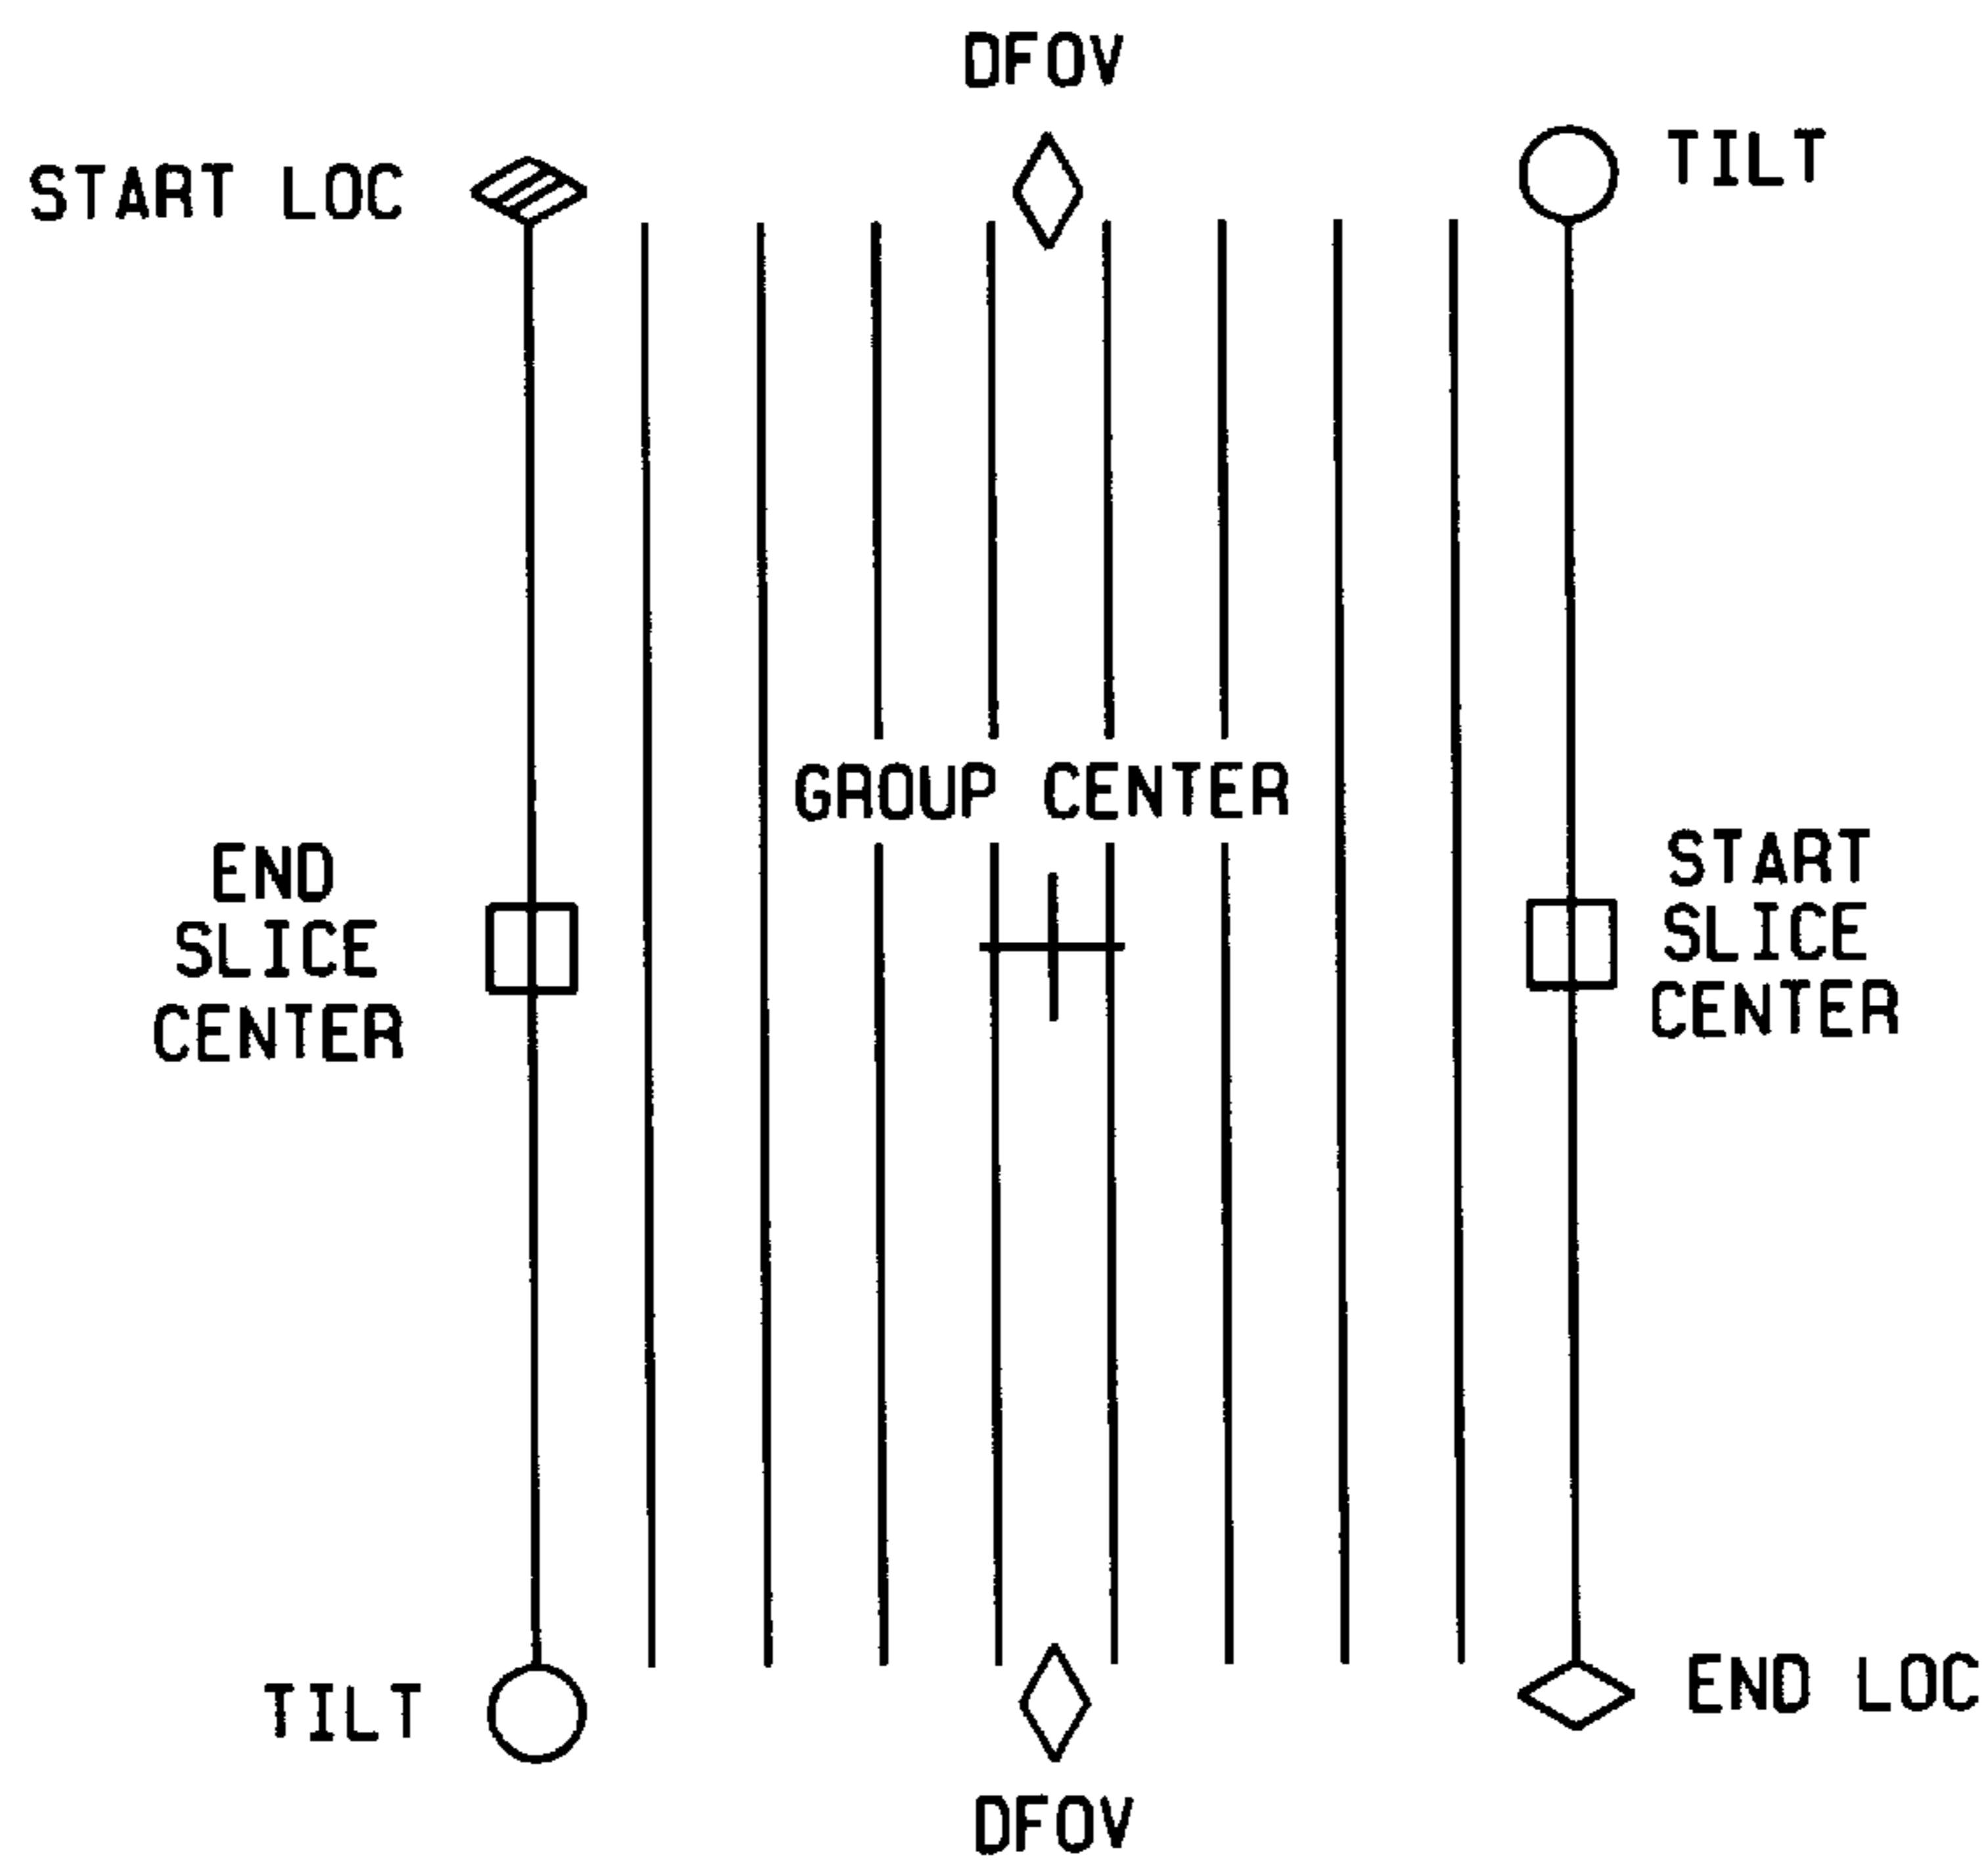 DFOV
START LOC
TILT
GROUP CENTER
END
SLICE
CENTER
START
SLICE
CENTER
TILT
END LOC
DFOV